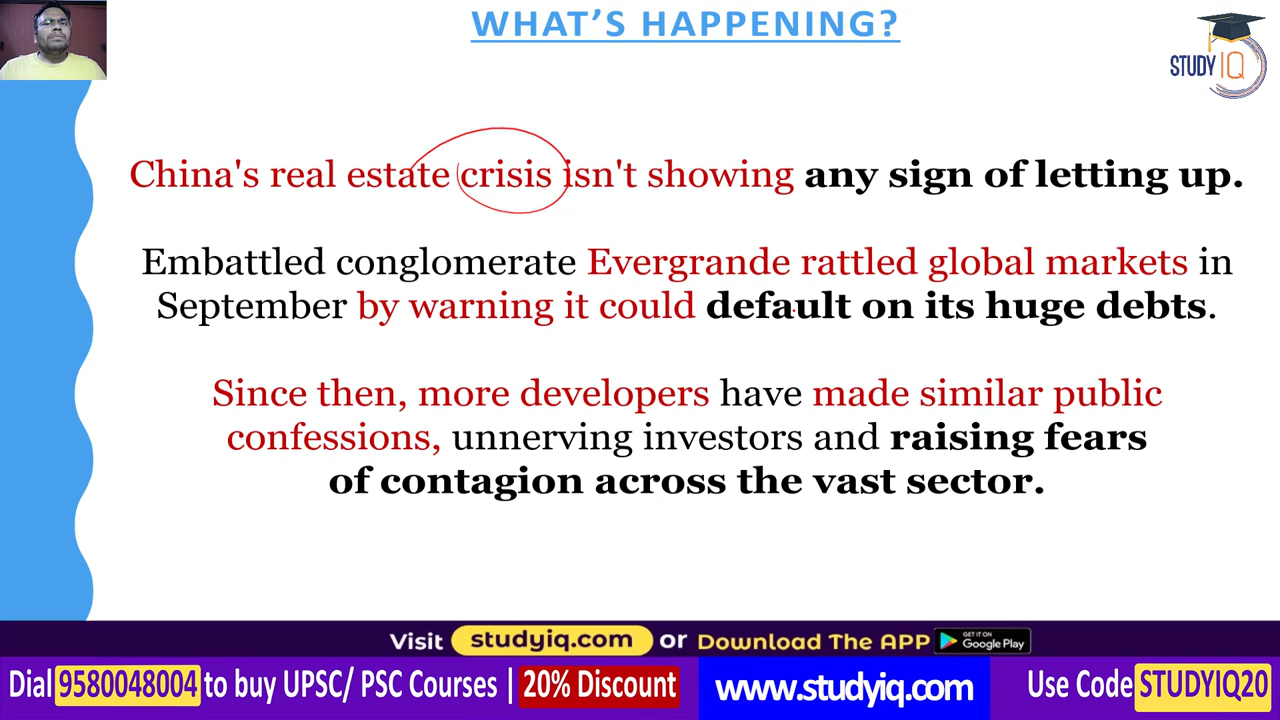 WHAT'S HAPPENING?
STUDY IQ
China's real estate crisis isn't showing any sign of letting up.
Embattled conglomerate Evergrande rattled global markets in
September by warning it could default on its huge debts.
Since then, more developers have made similar public
confessions, unnerving investors and raising fears
of contagion across the vast sector.
Visit studyiq.com or Download The APP GET IT ON Google Play
Dial 9580048004 to buy UPSC/ PSC Courses | 20% Discount www.studyiq.com Use Code STUDYIQ20